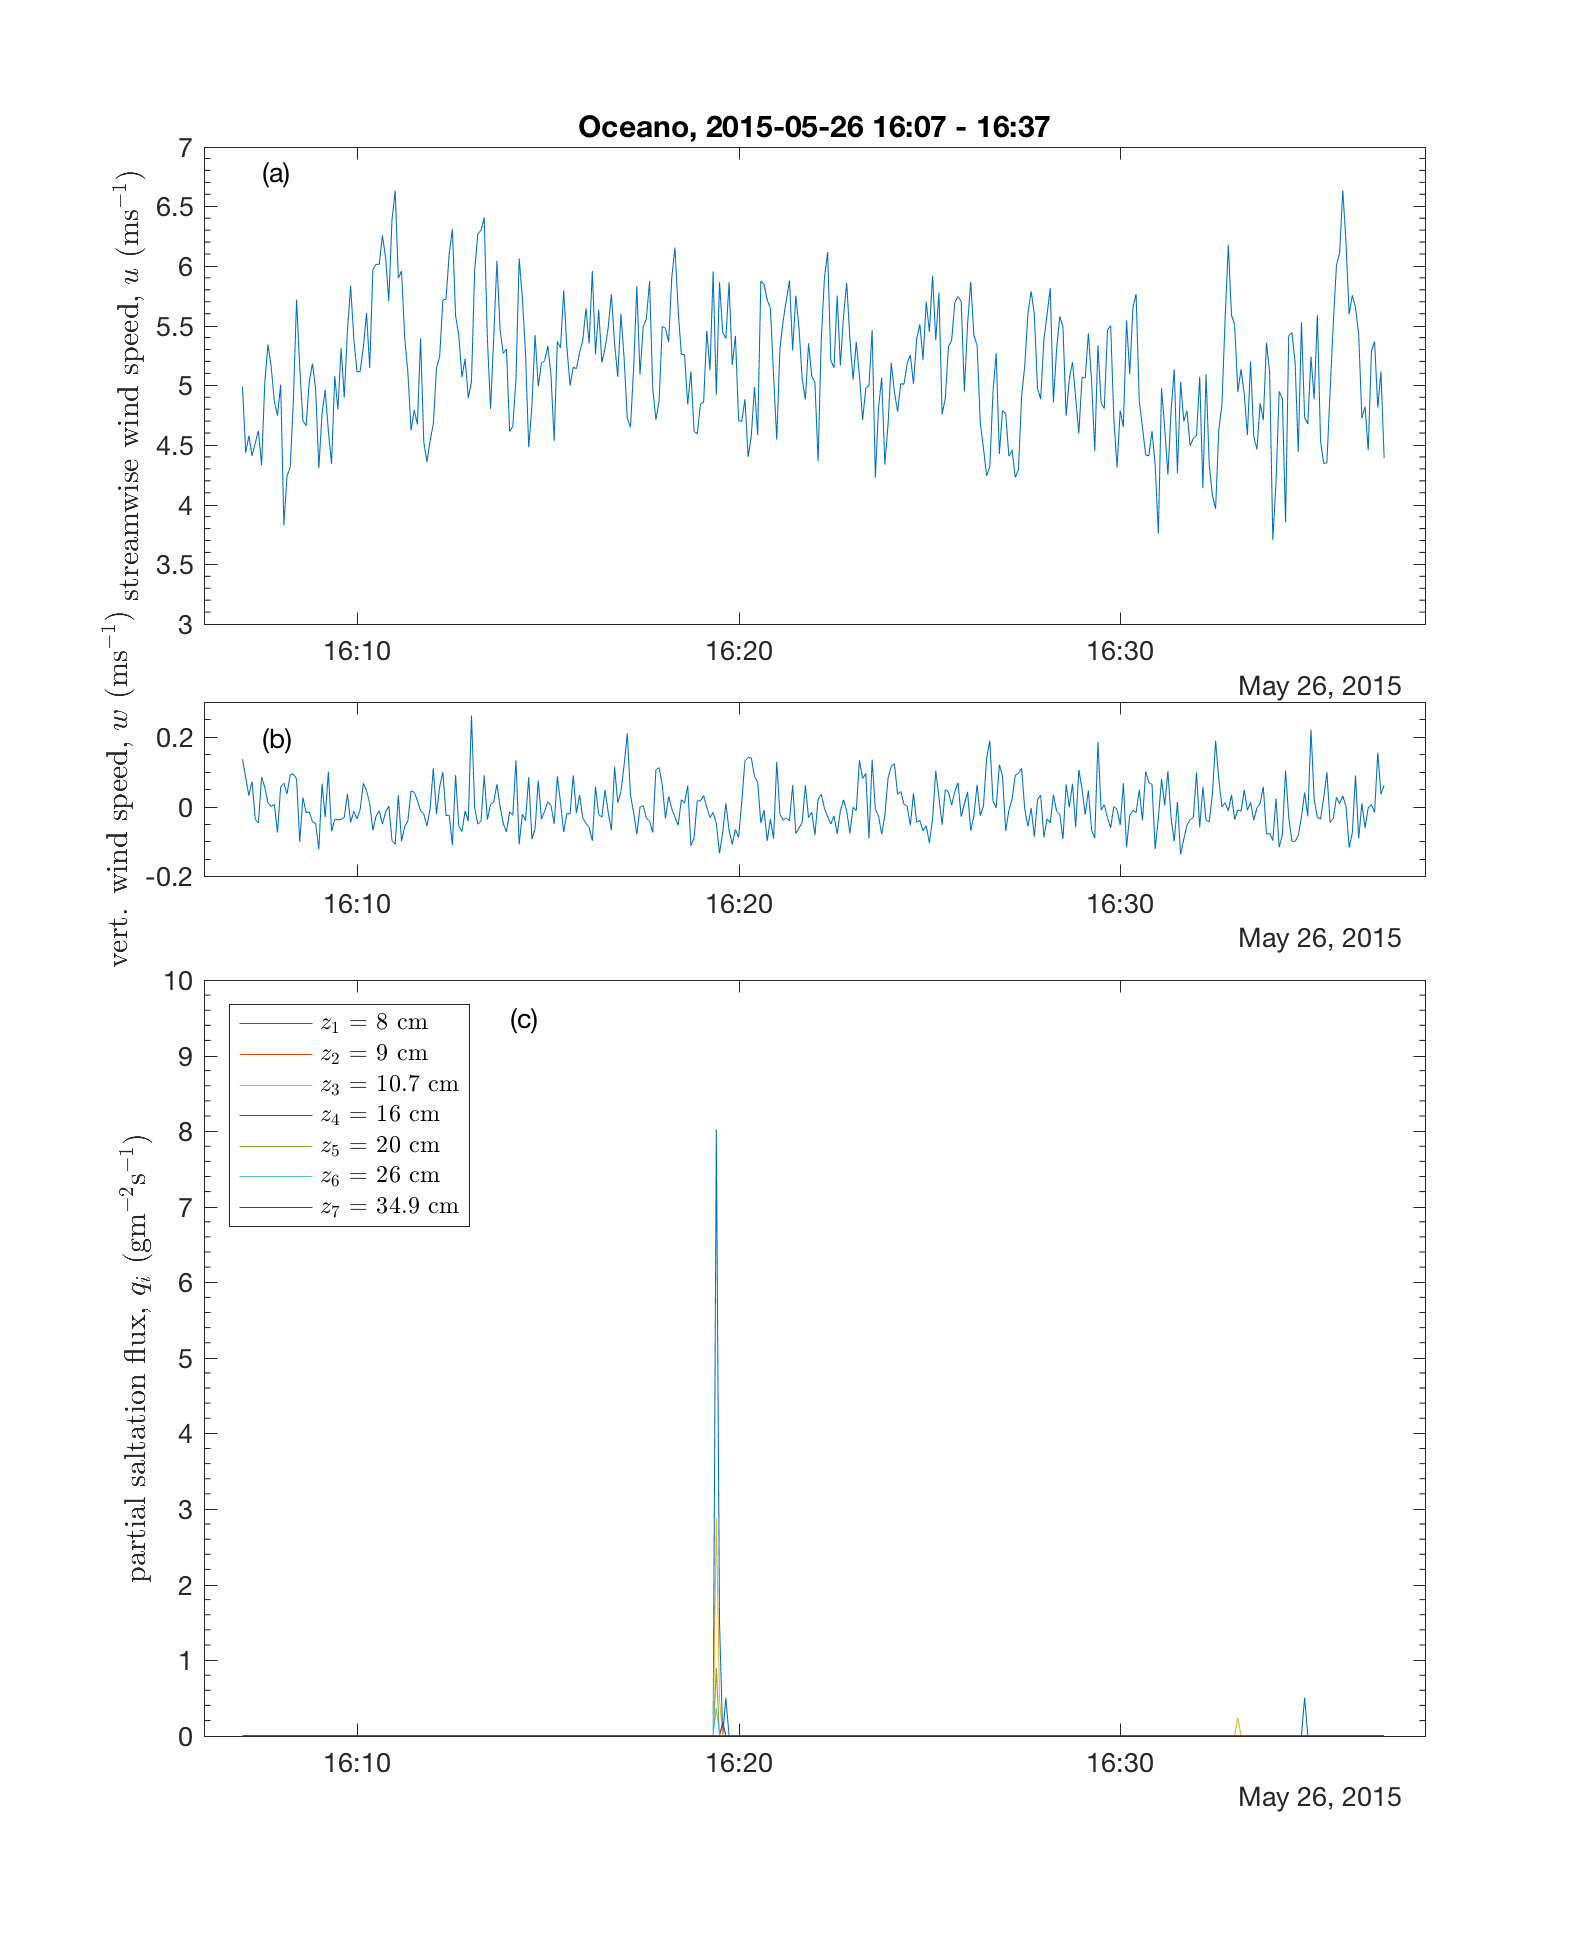 Oceano, 2015-05-26 16:07 - 16:37
(a)
streamwise wind speed, u (ms⁻¹)
7
6.5
6
5.5
5
4.5
4
3.5
3
16:10 16:20 16:30
May 26, 2015
(b)
vert. wind speed, w (ms⁻¹)
0.2
0
-0.2
16:10 16:20 16:30
May 26, 2015
(c)
partial saltation flux, qᵢ (gm⁻²s⁻¹)
10
9
8
7
6
5
4
3
2
1
0
z₁ = 8 cm
z₂ = 9 cm
z₃ = 10.7 cm
z₄ = 16 cm
z₅ = 20 cm
z₆ = 26 cm
z₇ = 34.9 cm
16:10 16:20 16:30
May 26, 2015